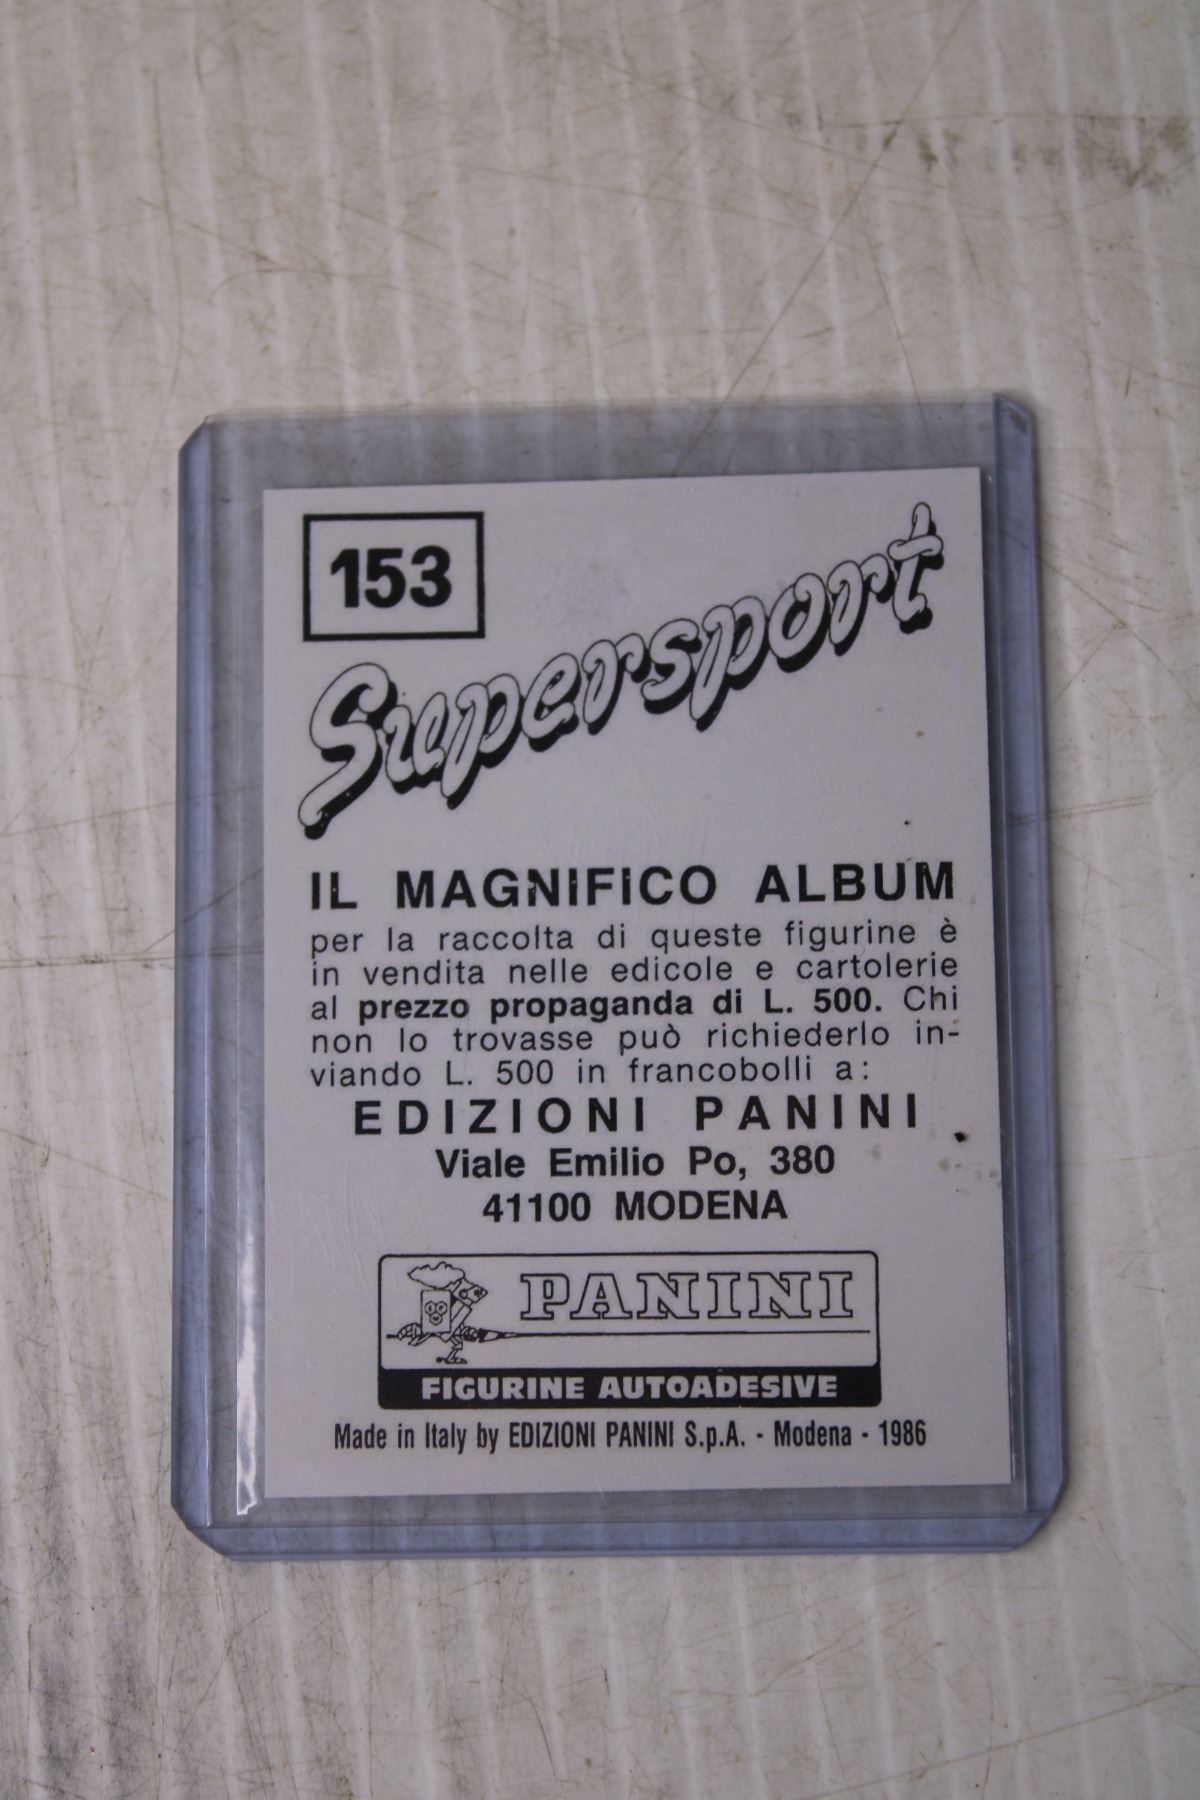 153
Supersport
IL MAGNIFICO ALBUM
per la raccolta di queste figurine è
in vendita nelle edicole e cartolerie
al prezzo propaganda di L. 500. Chi
non lo trovasse può richiederlo in-
viando L. 500 in francobolli a:
EDIZIONI PANINI
Viale Emilio Po, 380
41100 MODENA
PANINI
FIGURINE AUTOADESIVE
Made in Italy by EDIZIONI PANINI S.p.A. - Modena - 1986